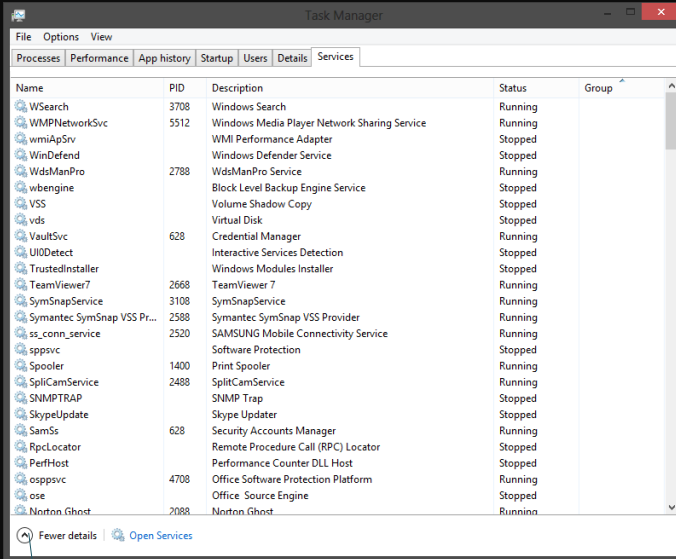 Task Manager
File Options View
Processes Performance App history Startup Users Details Services
Name PID Description Status Group
WSearch 3708 Windows Search Running
WMPNetworkSvc 5512 Windows Media Player Network Sharing Service Running
wmiApSrv WMI Performance Adapter Stopped
WinDefend Windows Defender Service Stopped
WdsManPro 2788 WdsManPro Service Running
wbengine Block Level Backup Engine Service Stopped
VSS Volume Shadow Copy Stopped
vds Virtual Disk Stopped
VaultSvc 628 Credential Manager Running
UI0Detect Interactive Services Detection Stopped
TrustedInstaller Windows Modules Installer Stopped
TeamViewer7 2668 TeamViewer 7 Running
SymSnapService 3108 SymSnapService Running
Symantec SymSnap VSS Pr... 2588 Symantec SymSnap VSS Provider Running
ss_conn_service 2520 SAMSUNG Mobile Connectivity Service Running
sppsvc Software Protection Stopped
Spooler 1400 Print Spooler Running
SpliCamService 2488 SplitCamService Running
SNMPTRAP SNMP Trap Stopped
SkypeUpdate Skype Updater Stopped
SamSs 628 Security Accounts Manager Running
RpcLocator Remote Procedure Call (RPC) Locator Stopped
PerfHost Performance Counter DLL Host Stopped
osppsvc 4708 Office Software Protection Platform Running
ose Office Source Engine Stopped
Norton Ghost 2088 Norton Ghost Running
Fewer details Open Services